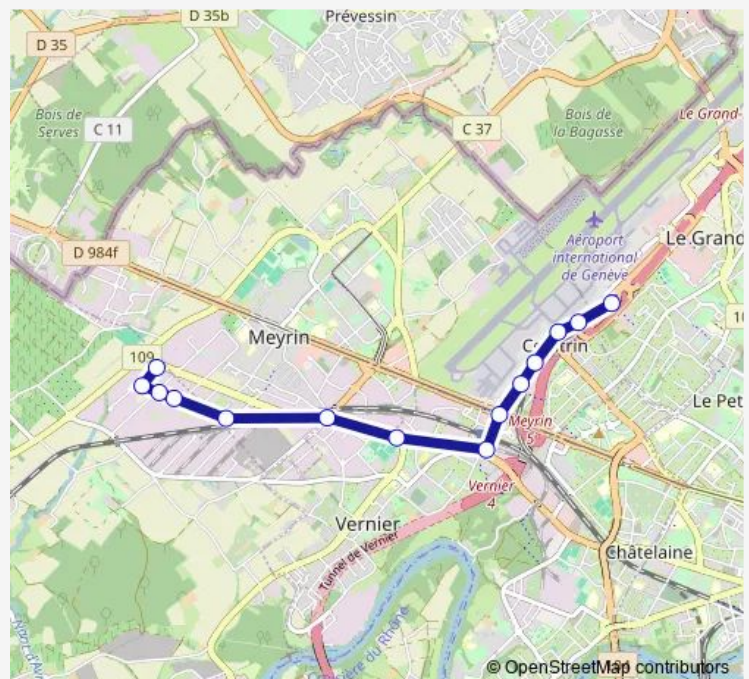 D 35b
Prévessin
D 35
Bois de
Serves
C 11
C 37
Bois de
la Bagasse
Le Grand-
D 984f
Aéroport
international
de Genève
Le Grand
Meyrin
109
Meyrin
5
Le Pet
Vernier
4
Vernier
Tunnel de Vernier
Châtelaine
© OpenStreetMap contributors